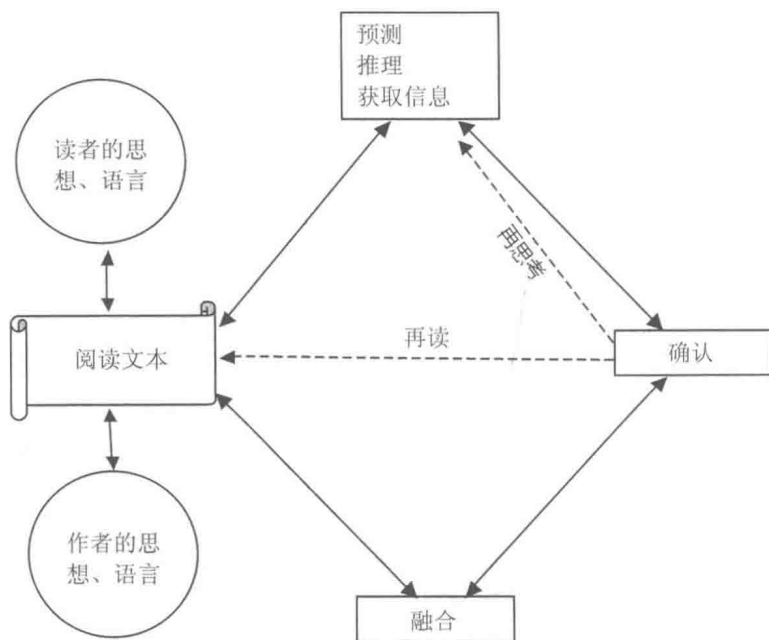 预测
推理
获取信息
读者的思
想、语言
再思考
阅读文本
再读
确认
作者的思
想、语言
融合